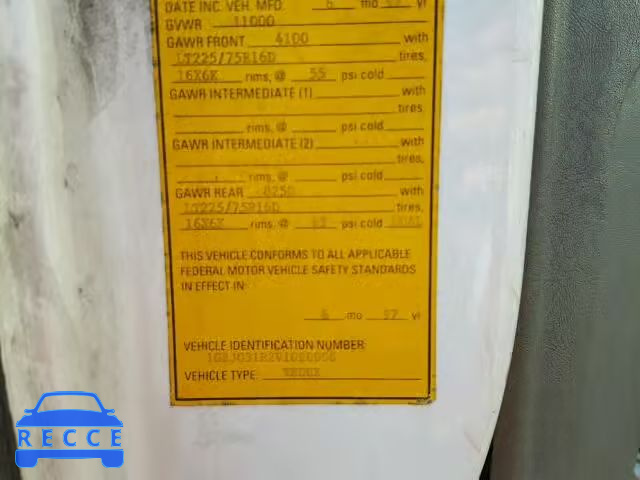 DATE INC. VEH. MFD. 6 mo 97 yr
GVWR 11000
GAWR FRONT 4100 with
LT225/75R16D tires,
16X6K rims, @ 55 psi cold
GAWR INTERMEDIATE (1) with
tires,
rims, @ psi cold
GAWR INTERMEDIATE (2) with
tires,
rims, @ psi cold
GAWR REAR with
LT225/75R16D tires,
16X6K rims, @ psi cold
THIS VEHICLE CONFORMS TO ALL APPLICABLE
FEDERAL MOTOR VEHICLE SAFETY STANDARDS
IN EFFECT IN:
6 mo 97 yr
VEHICLE IDENTIFICATION NUMBER:
VEHICLE TYPE:
RECCE